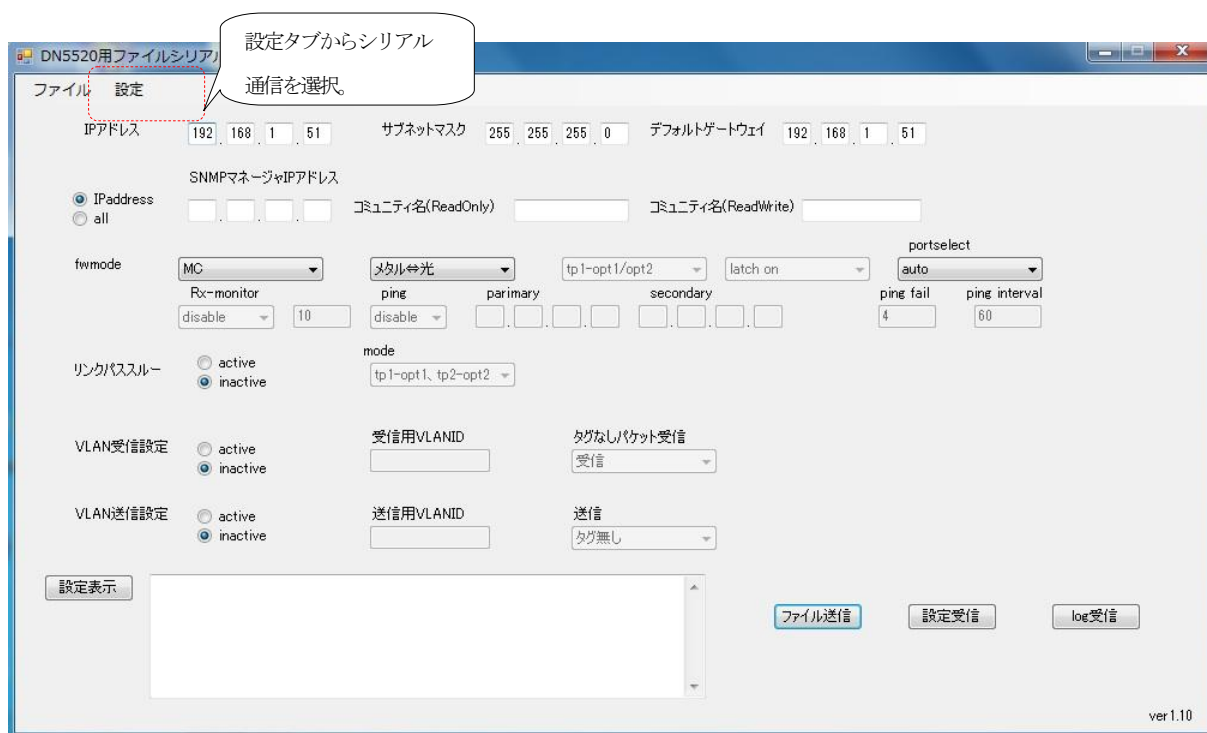 設定タブからシリアル
通信を選択。
DN5520用ファイルシリアル
ファイル 設定
IPアドレス 192 . 168 . 1 . 51 サブネットマスク 255 . 255 . 255 . 0 デフォルトゲートウェイ 192 . 168 . 1 . 51
SNMPマネージャIPアドレス
IPaddress
all
. . . コミュニティ名(ReadOnly) コミュニティ名(ReadWrite)
portselect
fwmode MC メタル⇔光 tp1-opt1/opt2 latch on auto
Rx-monitor ping parimary secondary ping fail ping interval
disable 10 disable . . . . . . 4 60
mode
リンクパススルー active
inactive
tp1-opt1、tp2-opt2
VLAN受信設定 active
inactive
受信用VLANID タグなしパケット受信
受信
VLAN送信設定 active
inactive
送信用VLANID 送信
タグ無し
設定表示
ファイル送信 設定受信 log受信
ver1.10